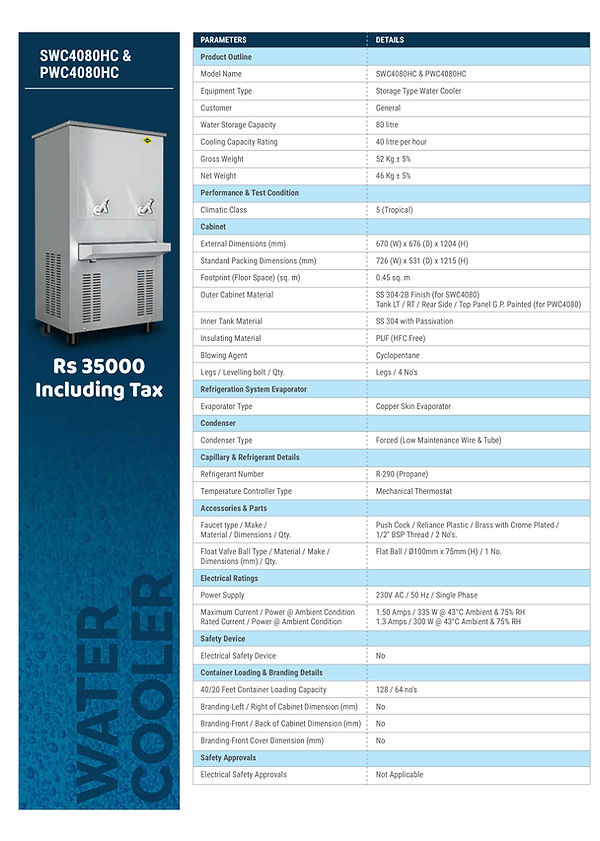 SWC4080HC &
PWC4080HC
Rs 35000
Including Tax
WATER
COOLER
PARAMETERS DETAILS
Product Outline
Model Name SWC4080HC & PWC4080HC
Equipment Type Storage Type Water Cooler
Customer General
Water Storage Capacity 80 litre
Cooling Capacity Rating 40 litre per hour
Gross Weight 52 Kg ± 5%
Net Weight 46 Kg ± 5%
Performance & Test Condition
Climatic Class 5 (Tropical)
Cabinet
External Dimensions (mm) 670 (W) x 676 (D) x 1204 (H)
Standard Packing Dimensions (mm) 726 (W) x 531 (D) x 1215 (H)
Footprint (Floor Space) (sq. m) 0.45 sq. m
Outer Cabinet Material SS 304-2B Finish (for SWC4080)
Tank LT / RT / Rear Side / Top Panel G.P. Painted (for PWC4080)
Inner Tank Material SS 304 with Passivation
Insulating Material PUF (HFC Free)
Blowing Agent Cyclopentane
Legs / Levelling bolt / Qty. Legs / 4 No's
Refrigeration System Evaporator
Evaporator Type Copper Skin Evaporator
Condenser
Condenser Type Forced (Low Maintenance Wire & Tube)
Capillary & Refrigerant Details
Refrigerant Number R-290 (Propane)
Temperature Controller Type Mechanical Thermostat
Accessories & Parts
Faucet type / Make / Push Cock / Reliance Plastic / Brass with Crome Plated /
Material / Dimensions / Qty. 1/2" BSP Thread / 2 No's.
Float Valve Ball Type / Material / Make / Flat Ball / Ø100mm x 75mm (H) / 1 No.
Dimensions (mm) / Qty.
Electrical Ratings
Power Supply 230V AC / 50 Hz / Single Phase
Maximum Current / Power @ Ambient Condition 1.50 Amps / 335 W @ 43°C Ambient & 75% RH
Rated Current / Power @ Ambient Condition 1.3 Amps / 300 W @ 43°C Ambient & 75% RH
Safety Device
Electrical Safety Device No
Container Loading & Branding Details
40/20 Feet Container Loading Capacity 128 / 64 no's
Branding-Left / Right of Cabinet Dimension (mm) No
Branding-Front / Back of Cabinet Dimension (mm) No
Branding-Front Cover Dimension (mm) No
Safety Approvals
Electrical Safety Approvals Not Applicable